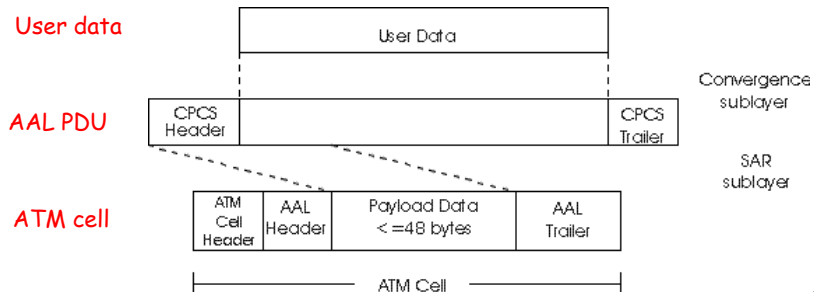 User data
User Data
Convergence
sublayer
AAL PDU
CPCS
Header
CPCS
Trailer
SAR
sublayer
ATM cell
ATM
Cell
Header
AAL
Header
Payload Data
<=48 bytes
AAL
Trailer
ATM Cell